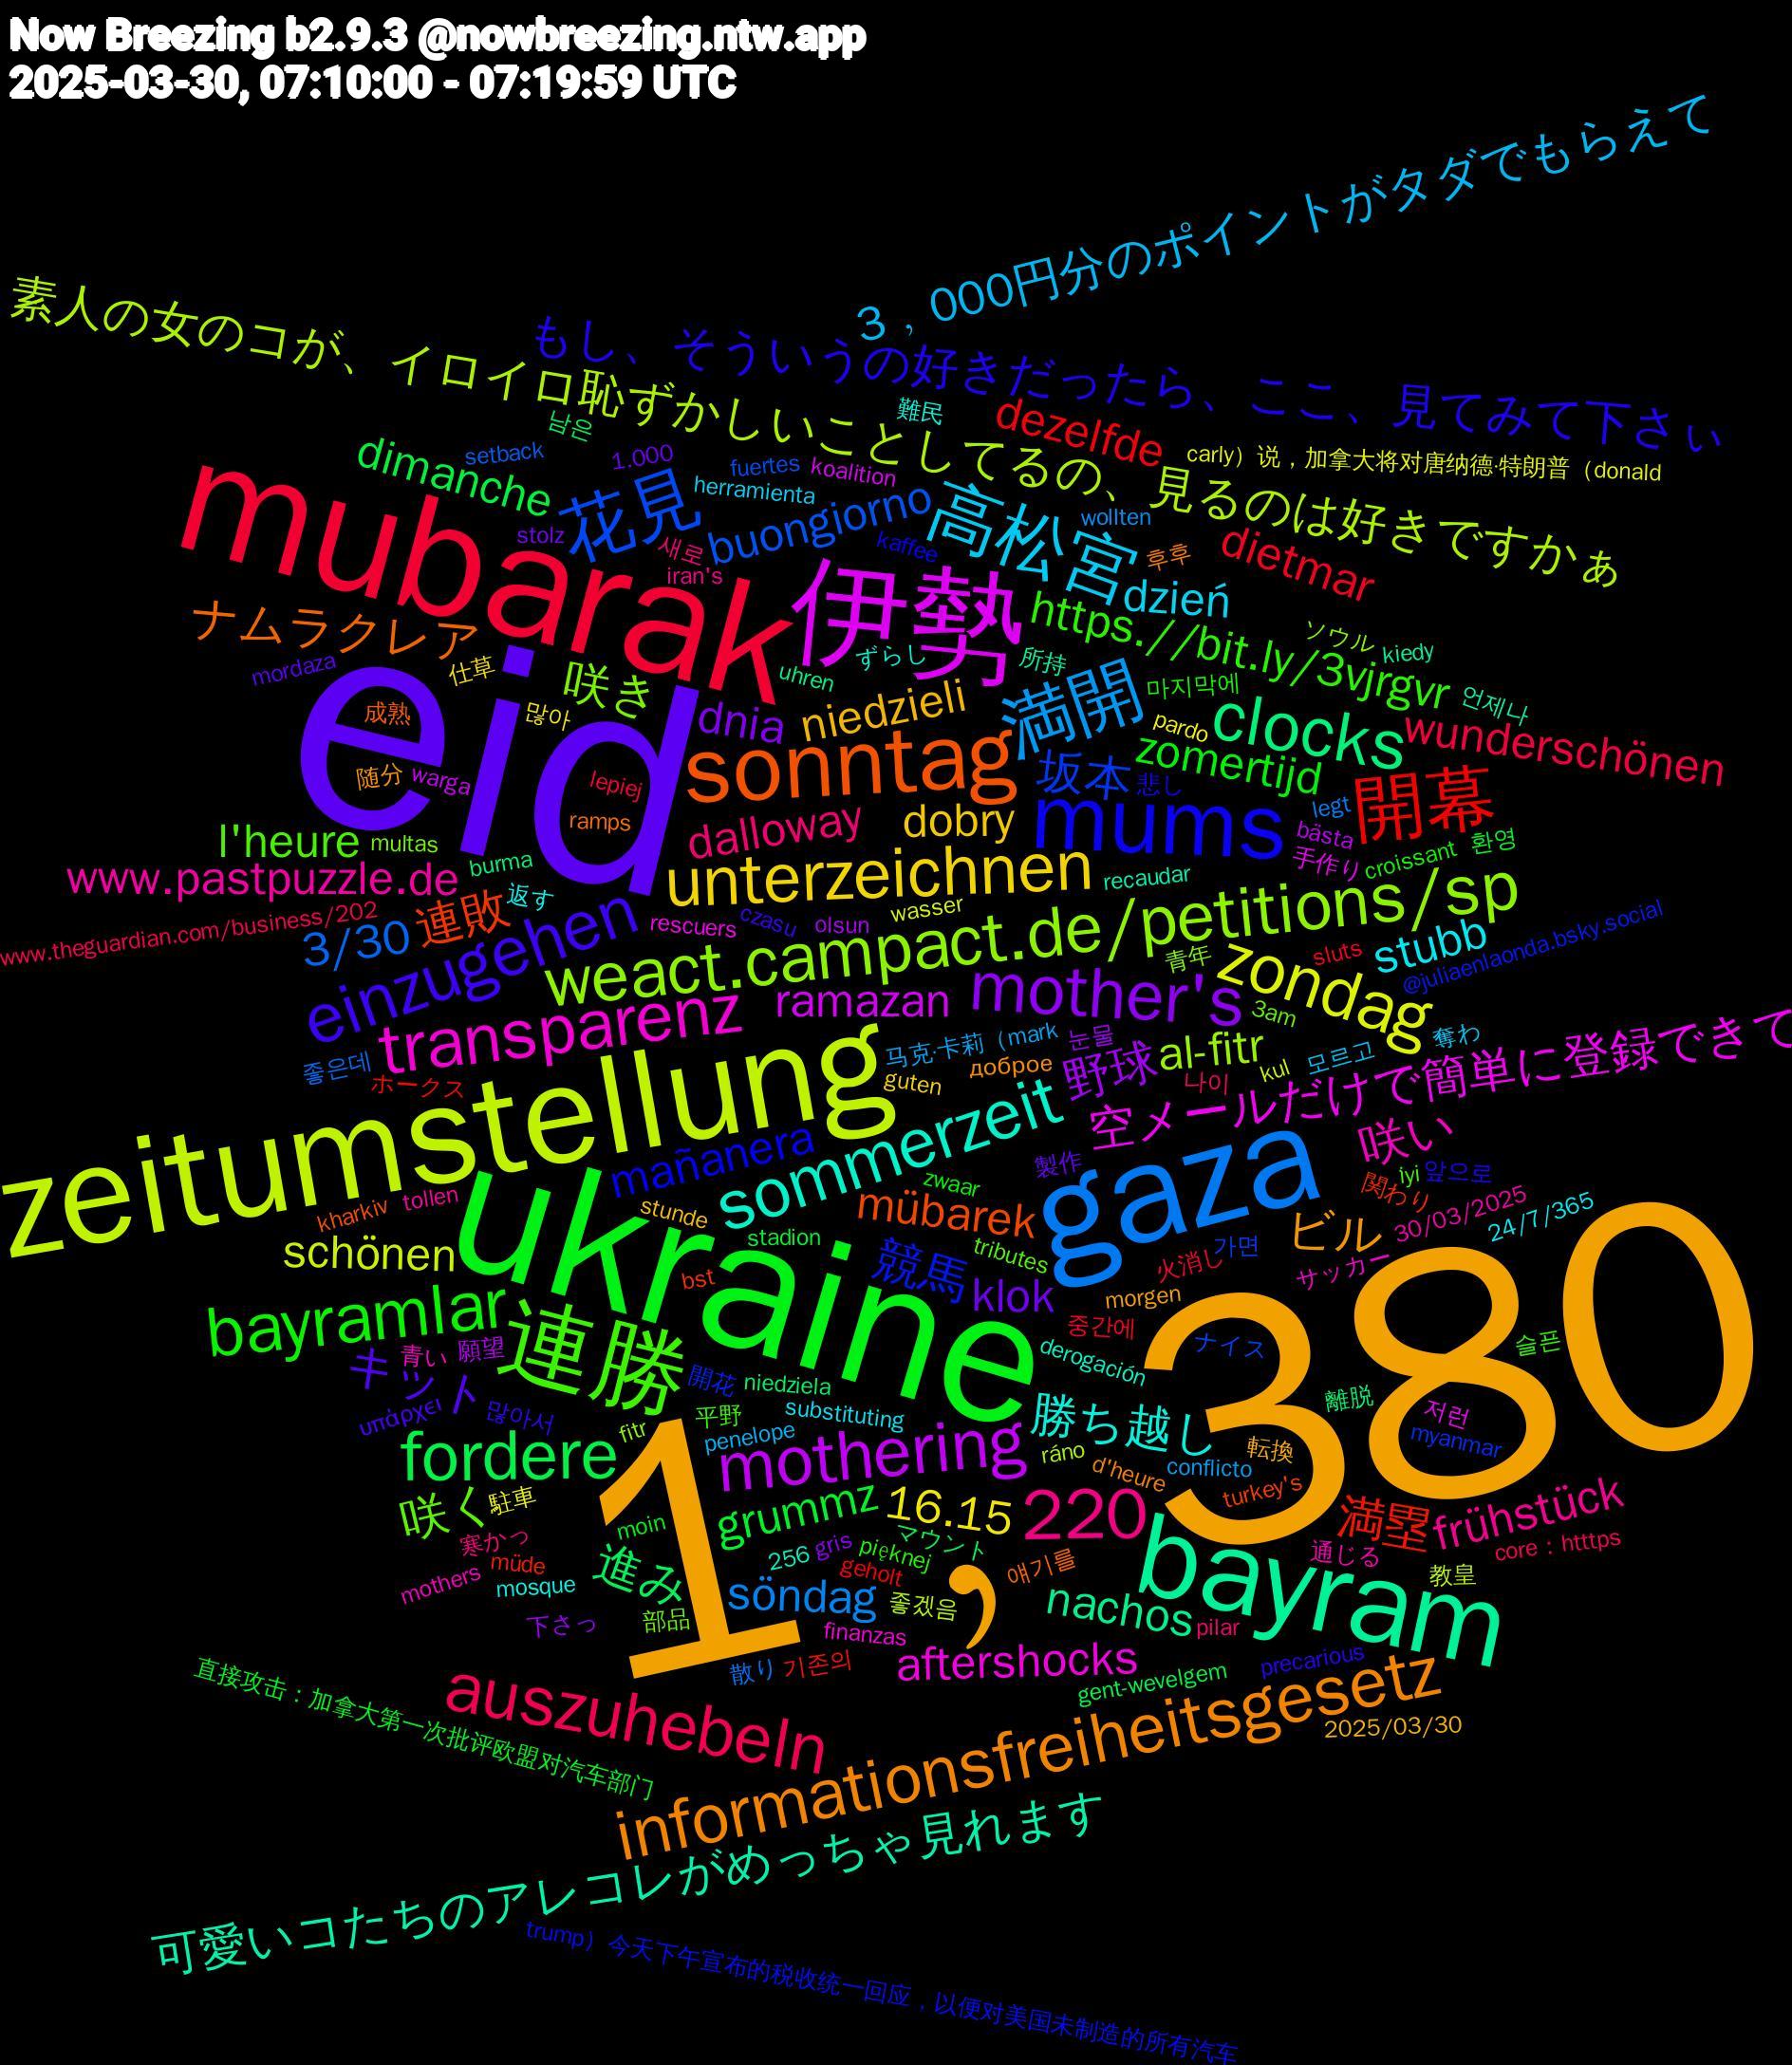 Now Breezing b2.9.3 @nowbreezing.ntw.app
2025-03-30, 07:10:00 - 07:19:59 UTC
3，000円分のポイントがタダでもらえて
素人の女のコが、イロイロ恥ずかしいことしてるの、見るのは好きですかぁ
もし、そういうの好きだったら、ここ、見てみて下さぃ
難民
carly）说，加拿大将对唐纳德·特朗普（donald
dezelfde
남은
setback
1.000
fuertes
koalition
dimanche
花見
buongiorno
herramienta
高松宮
wollten
dietmar
mubarak
stolz
kaffee
새로
iran's
후후
dzień
https.//bit.ly/3vjrgvr
ナムラクレア
伊勢
ソウル
咲き
ずらし
所持
kiedy
mordaza
仕草
uhren
満開
niedzieli
dnia
마지막에
언제나
eid
成熟
많아
sonntag
clocks
pardo
wunderschönen
zomertijd
坂本
悲し
随分
warga
lepiej
開幕
legt
mums
ramps
dobry
bästa
l'heure
multas
dalloway
手作り
환영
croissant
unterzeichnen
burma
recaudar
www.pastpuzzle.de
返す
wasser
www.theguardian.com/business/202
連敗
rescuers
olsun
czasu
3/30
weact.campact.de/petitions/sp
stubb
青年
sluts
@juliaenlaonda.bsky.social
einzugehen
zondag
mother's
ramazan
3am
zeitumstellung
transparenz
눈물
al-fitr
奪わ
马克·卡莉（mark
모르고
좋은데
доброе
kul
guten
나이
ホークス
野球
空メールだけで簡単に登録できて
sommerzeit
咲い
mañanera
製作
jyi
앞으로
tollen
gaza
zwaar
関わり
stunde
mübarek
30/03/2025
24/7/365
kharkiv
ukraine
schönen
stadion
tributes
가면
ビル
サッカー
火消し
競馬
bst
klok
morgen
bayramlar
連勝
중간에
380
青い
願望
ナイス
derogación
슬픈
キット
開花
niedziela
離脱
υπάρχει
많아서
平野
substituting
勝ち越し
저런
fordere
fitr
penelope
mothering
転換
myanmar
ráno
conflicto
d'heure
咲く
駐車
turkey's
16.15
220
満塁
frühstück
grummz
moin
マウント
256
gris
pięknej
얘기를
寒かっ
müde
geholt
進み
通じる
core：htttps
mothers
mosque
söndag
좋겠음
教皇
1，
bayram
部品
下さっ
nachos
pilar
finanzas
auszuhebeln
散り
기존의
aftershocks
precarious
直接攻击：加拿大第一次批评欧盟对汽车部门
gent-wevelgem
informationsfreiheitsgesetz
2025/03/30
可愛いコたちのアレコレがめっちゃ見れます
trump）今天下午宣布的税收统一回应，以便对美国未制造的所有汽车